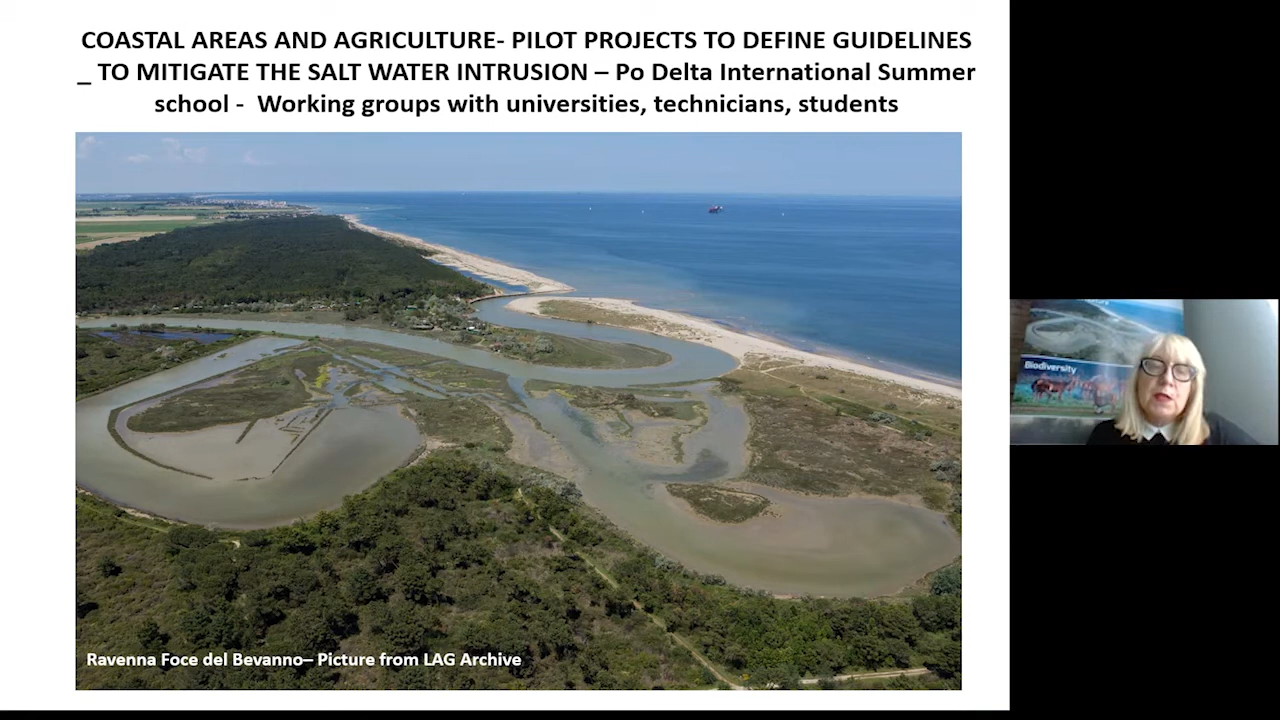 COASTAL AREAS AND AGRICULTURE- PILOT PROJECTS TO DEFINE GUIDELINES
_ TO MITIGATE THE SALT WATER INTRUSION – Po Delta International Summer
school - Working groups with universities, technicians, students
Biodiversity
Ravenna Foce del Bevanno– Picture from LAG Archive